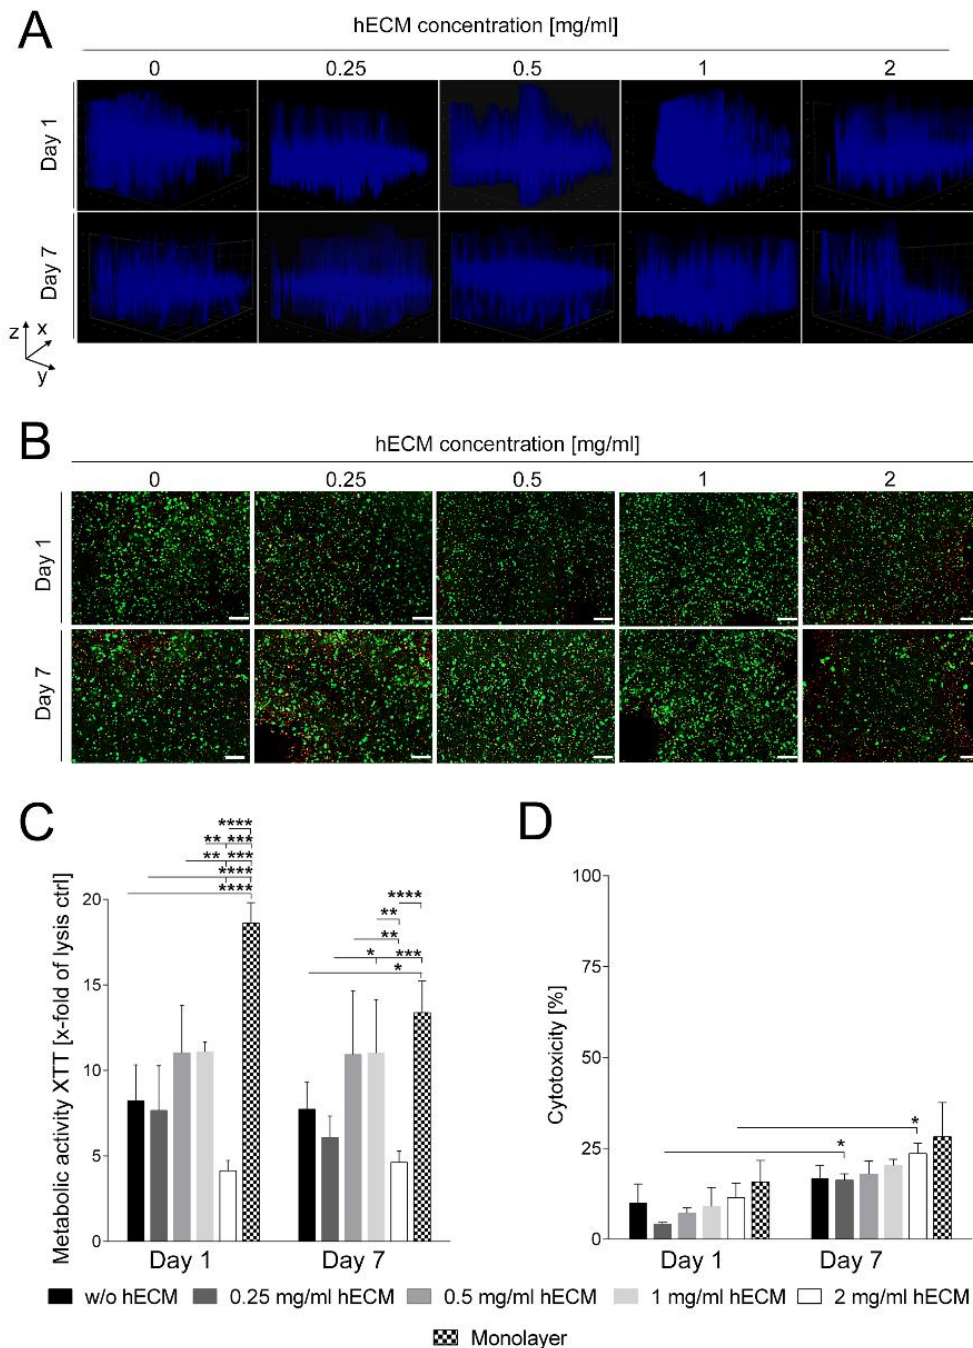 A
hECM concentration [mg/ml]
0 0.25 0.5 1 2
Day 1
Day 7
z x y
B
hECM concentration [mg/ml]
0 0.25 0.5 1 2
Day 1
Day 7
C
Metabolic activity XTT [x-fold of lysis ctrl]
20
15
10
5
0
****
** ***
** ***
****
****
****
**
**
* ***
*
Day 1 Day 7
D
Cytotoxicity [%]
100
75
50
25
0
*
*
Day 1 Day 7
w/o hECM 0.25 mg/ml hECM 0.5 mg/ml hECM 1 mg/ml hECM 2 mg/ml hECM
Monolayer